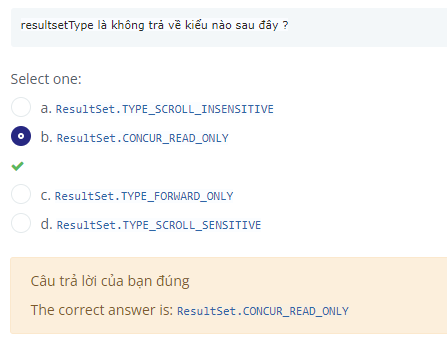 resultsetType là không trả về kiểu nào sau đây ?
Select one:
a. ResultSet.TYPE_SCROLL_INSENSITIVE
b. ResultSet.CONCUR_READ_ONLY
c. ResultSet.TYPE_FORWARD_ONLY
d. ResultSet.TYPE_SCROLL_SENSITIVE
Câu trả lời của bạn đúng
The correct answer is: ResultSet.CONCUR_READ_ONLY